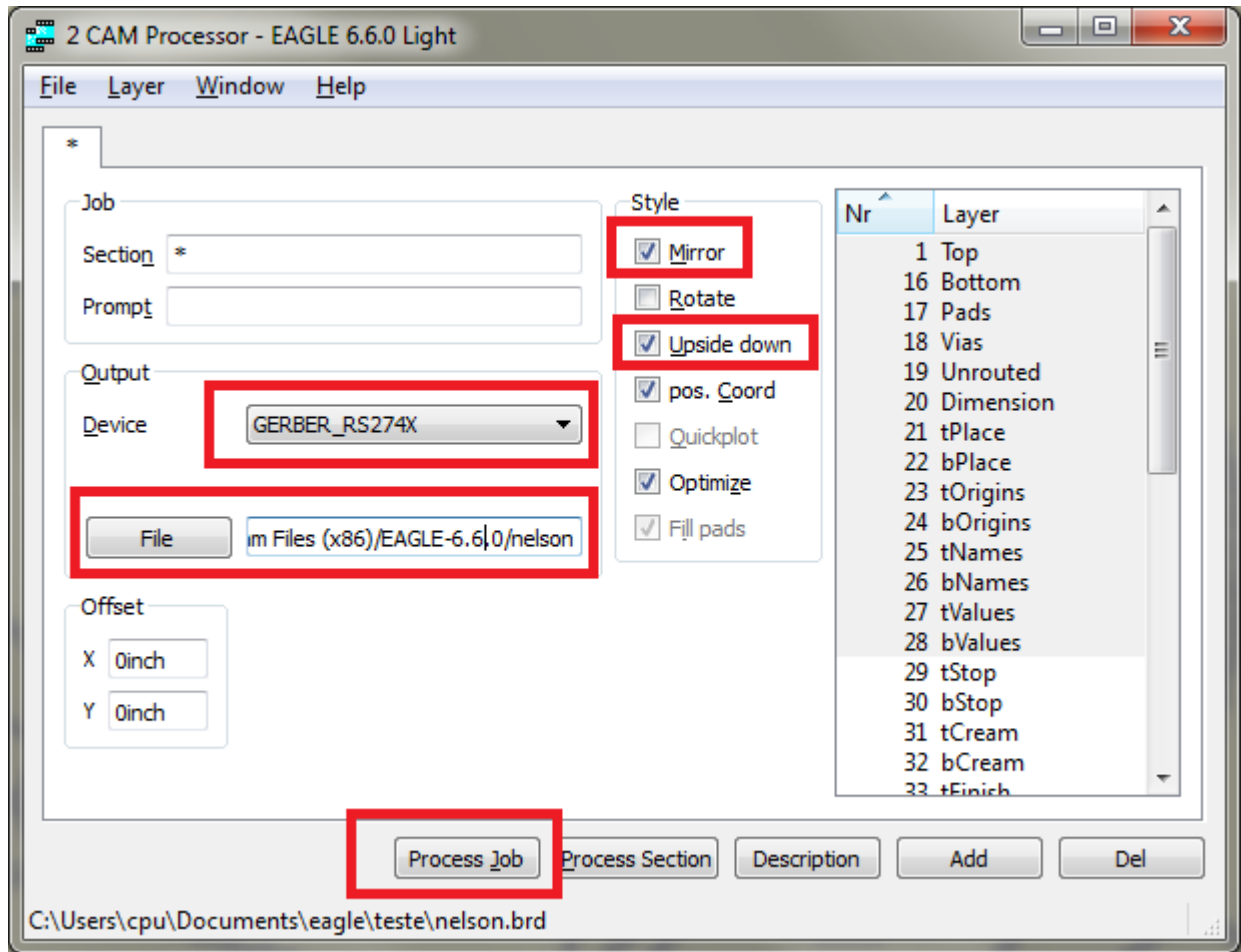 2 CAM Processor - EAGLE 6.6.0 Light
File Layer Window Help
*
Job
Section *
Prompt
Output
Device GERBER_RS274X
File am Files (x86)/EAGLE-6.6.0/nelson
Offset
X 0inch
Y 0inch
Style
Mirror
Rotate
Upside down
pos. Coord
Quickplot
Optimize
Fill pads
Nr Layer
1 Top
16 Bottom
17 Pads
18 Vias
19 Unrouted
20 Dimension
21 tPlace
22 bPlace
23 tOrigins
24 bOrigins
25 tNames
26 bNames
27 tValues
28 bValues
29 tStop
30 bStop
31 tCream
32 bCream
33 tFinish
Process Job Process Section Description Add Del
C:\Users\cpu\Documents\eagle\teste\nelson.brd